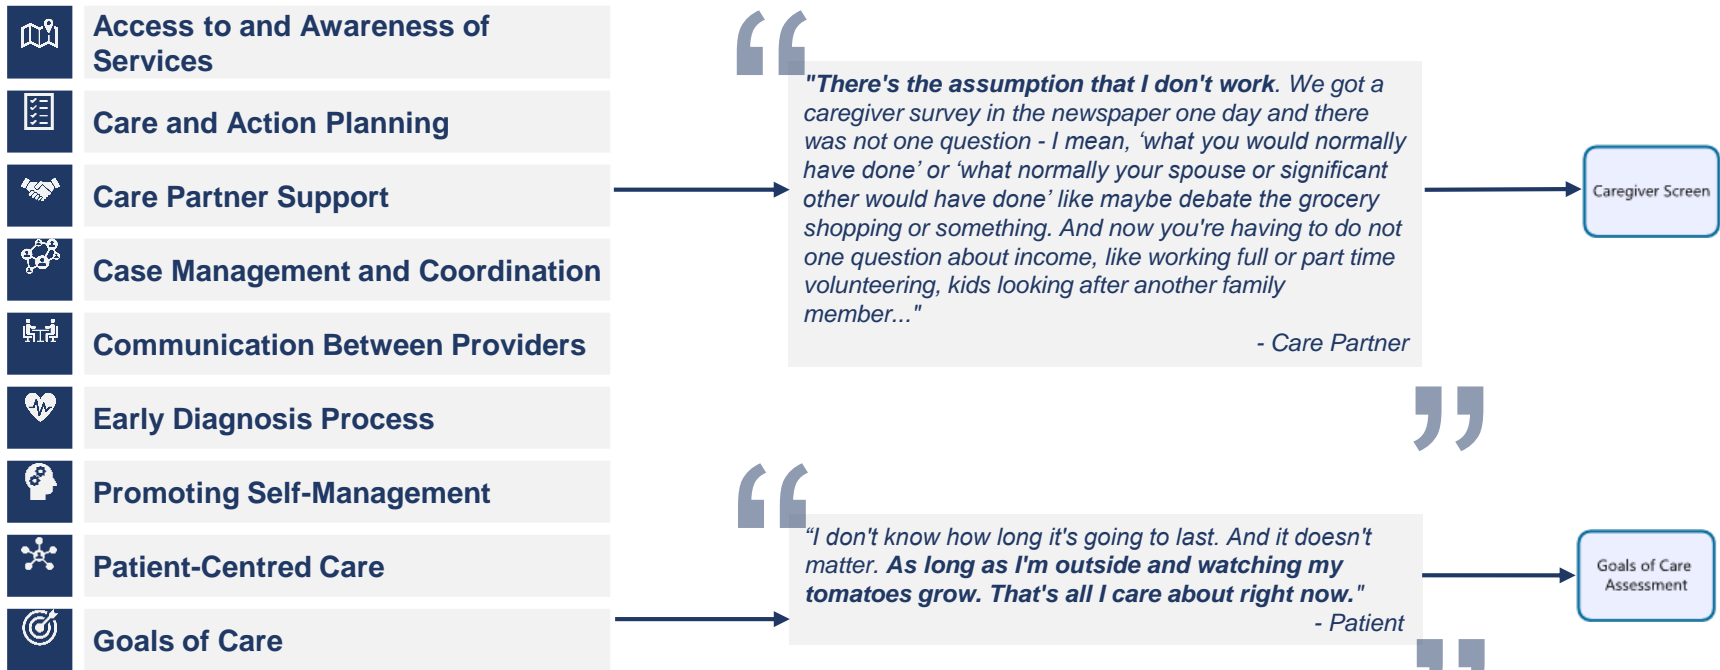 Access to and Awareness of
Services
Care and Action Planning
Care Partner Support
Case Management and Coordination
Communication Between Providers
Early Diagnosis Process
Promoting Self-Management
Patient-Centred Care
Goals of Care
"There's the assumption that I don't work. We got a
caregiver survey in the newspaper one day and there
was not one question - I mean, ‘what you would normally
have done’ or ‘what normally your spouse or significant
other would have done’ like maybe debate the grocery
shopping or something. And now you're having to do not
one question about income, like working full or part time
volunteering, kids looking after another family
member..."
- Care Partner
Caregiver Screen
“I don't know how long it's going to last. And it doesn't
matter. As long as I'm outside and watching my
tomatoes grow. That's all I care about right now."
- Patient
Goals of Care
Assessment